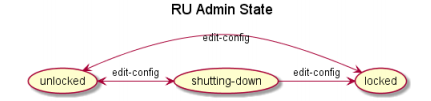 RU Admin State
edit-config
edit-config
edit-config
unlocked
shutting-down
locked